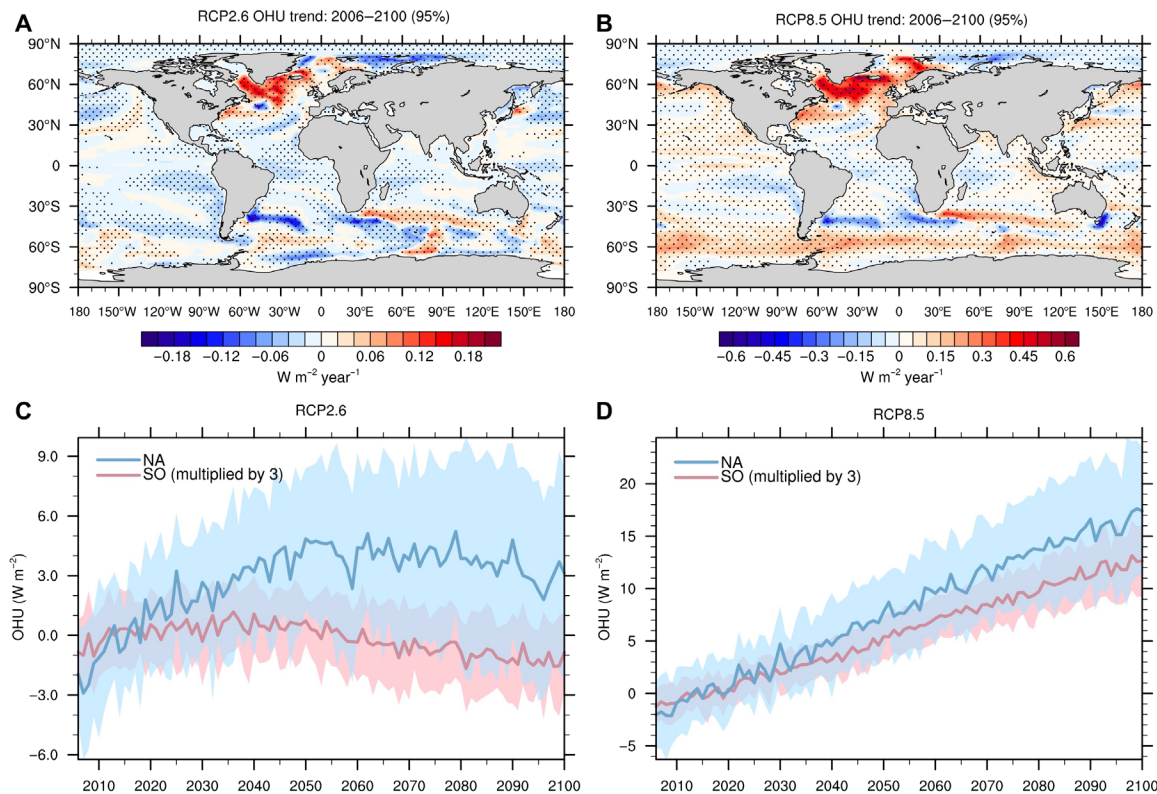 A
RCP2.6 OHU trend: 2006−2100 (95%)
90°N
60°N
30°N
0
30°S
60°S
90°S
180 150°W 120°W 90°W 60°W 30°W 0 30°E 60°E 90°E 120°E 150°E 180
−0.18 −0.12 −0.06 0 0.06 0.12 0.18
W m−2 year−1
B
RCP8.5 OHU trend: 2006−2100 (95%)
90°N
60°N
30°N
0
30°S
60°S
90°S
180 150°W 120°W 90°W 60°W 30°W 0 30°E 60°E 90°E 120°E 150°E 180
−0.6 −0.45 −0.3 −0.15 0 0.15 0.3 0.45 0.6
W m−2 year−1
C
RCP2.6
NA
SO (multiplied by 3)
OHU (W m−2)
9.0
6.0
3.0
0.0
−3.0
−6.0
2010 2020 2030 2040 2050 2060 2070 2080 2090 2100
D
RCP8.5
NA
SO (multiplied by 3)
OHU (W m−2)
20
15
10
5
0
−5
2010 2020 2030 2040 2050 2060 2070 2080 2090 2100